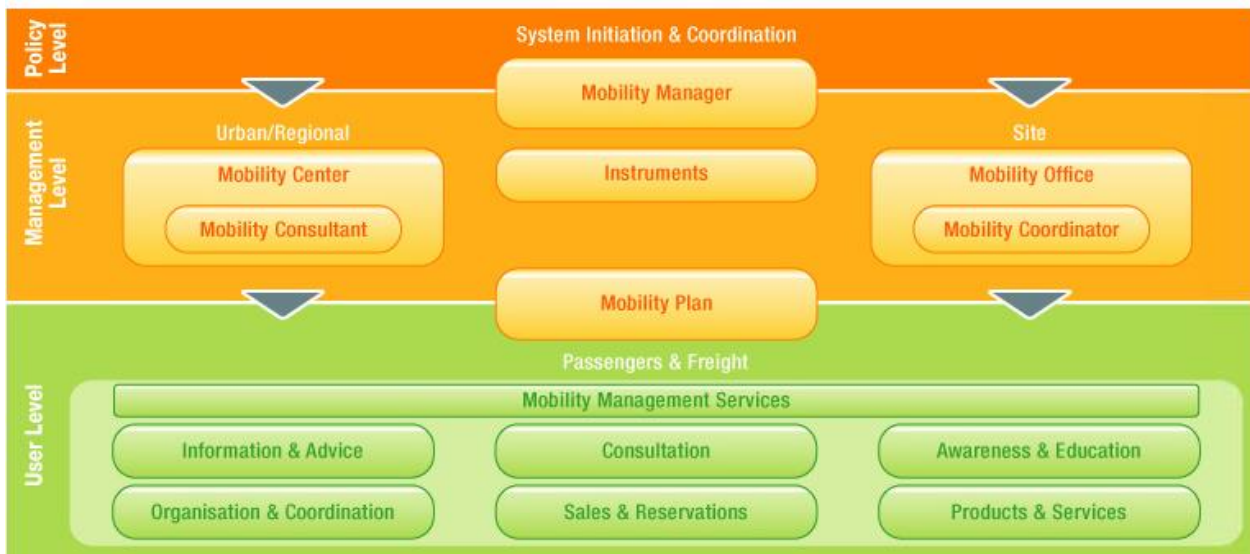 Policy
Level
System Initiation & Coordination
Mobility Manager
Management
Level
Urban/Regional
Mobility Center
Mobility Consultant
Instruments
Site
Mobility Office
Mobility Coordinator
Mobility Plan
User Level
Passengers & Freight
Mobility Management Services
Information & Advice
Consultation
Awareness & Education
Organisation & Coordination
Sales & Reservations
Products & Services